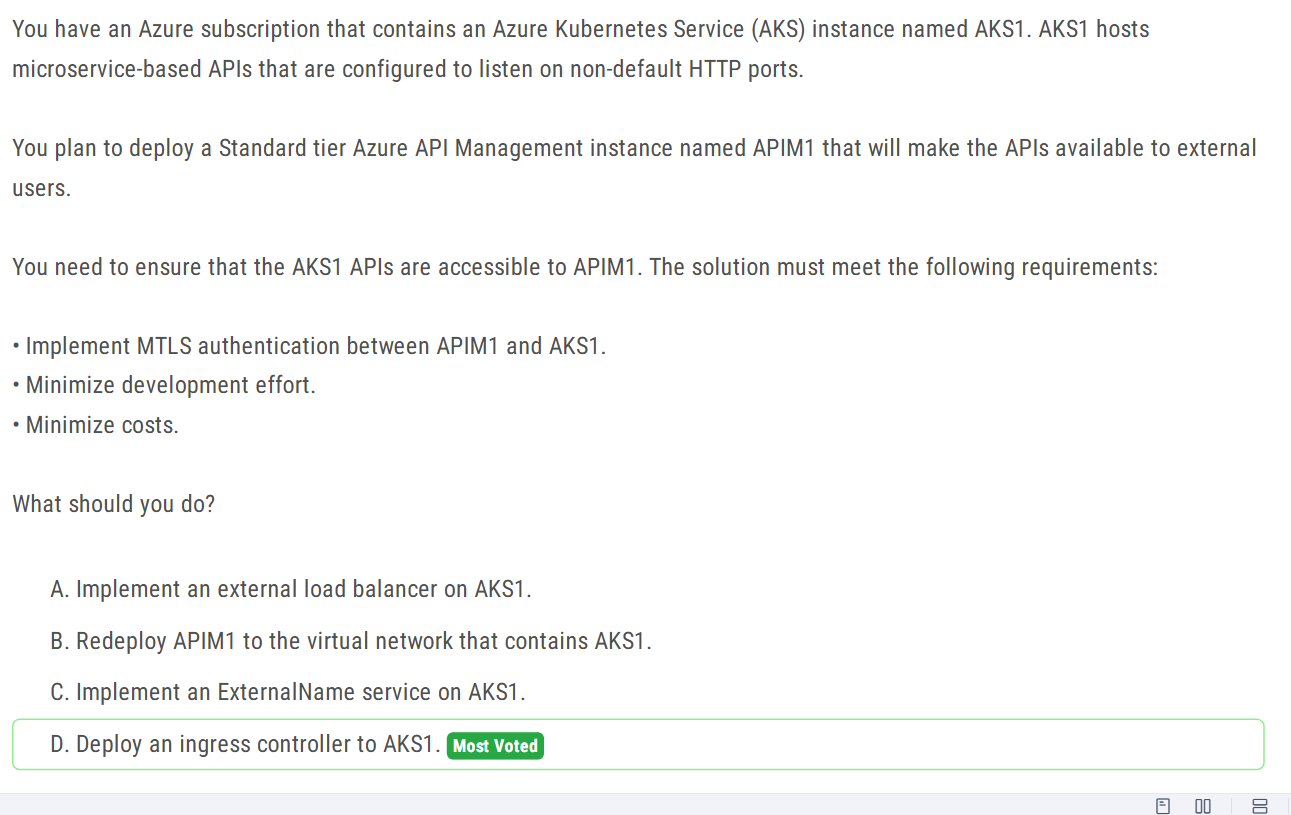 You have an Azure subscription that contains an Azure Kubernetes Service (AKS) instance named AKS1. AKS1 hosts
microservice-based APIs that are configured to listen on non-default HTTP ports.
You plan to deploy a Standard tier Azure API Management instance named APIM1 that will make the APIs available to external
users.
You need to ensure that the AKS1 APIs are accessible to APIM1. The solution must meet the following requirements:
• Implement MTLS authentication between APIM1 and AKS1.
• Minimize development effort.
• Minimize costs.
What should you do?
A. Implement an external load balancer on AKS1.
B. Redeploy APIM1 to the virtual network that contains AKS1.
C. Implement an ExternalName service on AKS1.
D. Deploy an ingress controller to AKS1. Most Voted